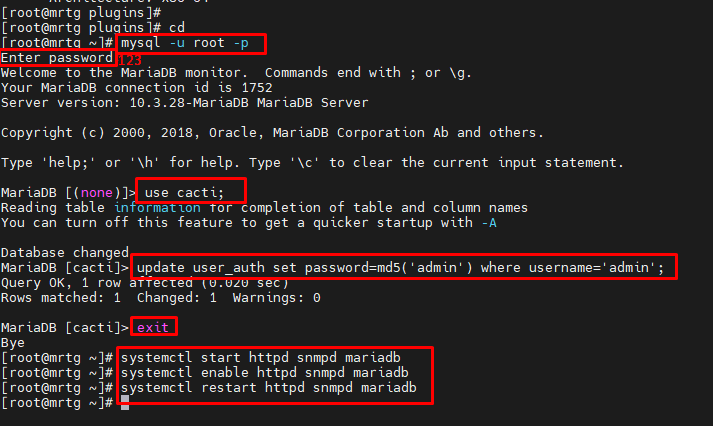 [root@mrtg plugins]#
[root@mrtg plugins]# cd
[root@mrtg ~]# mysql -u root -p
Enter password 123
Welcome to the MariaDB monitor.  Commands end with ; or \g.
Your MariaDB connection id is 1752
Server version: 10.3.28-MariaDB MariaDB Server

Copyright (c) 2000, 2018, Oracle, MariaDB Corporation Ab and others.

Type 'help;' or '\h' for help. Type '\c' to clear the current input statement.

MariaDB [(none)]> use cacti;
Reading table information for completion of table and column names
You can turn off this feature to get a quicker startup with -A

Database changed
MariaDB [cacti]> update user_auth set password=md5('admin') where username='admin';
Query OK, 1 row affected (0.020 sec)
Rows matched: 1  Changed: 1  Warnings: 0

MariaDB [cacti]> exit
Bye
[root@mrtg ~]# systemctl start httpd snmpd mariadb
[root@mrtg ~]# systemctl enable httpd snmpd mariadb
[root@mrtg ~]# systemctl restart httpd snmpd mariadb
[root@mrtg ~]#